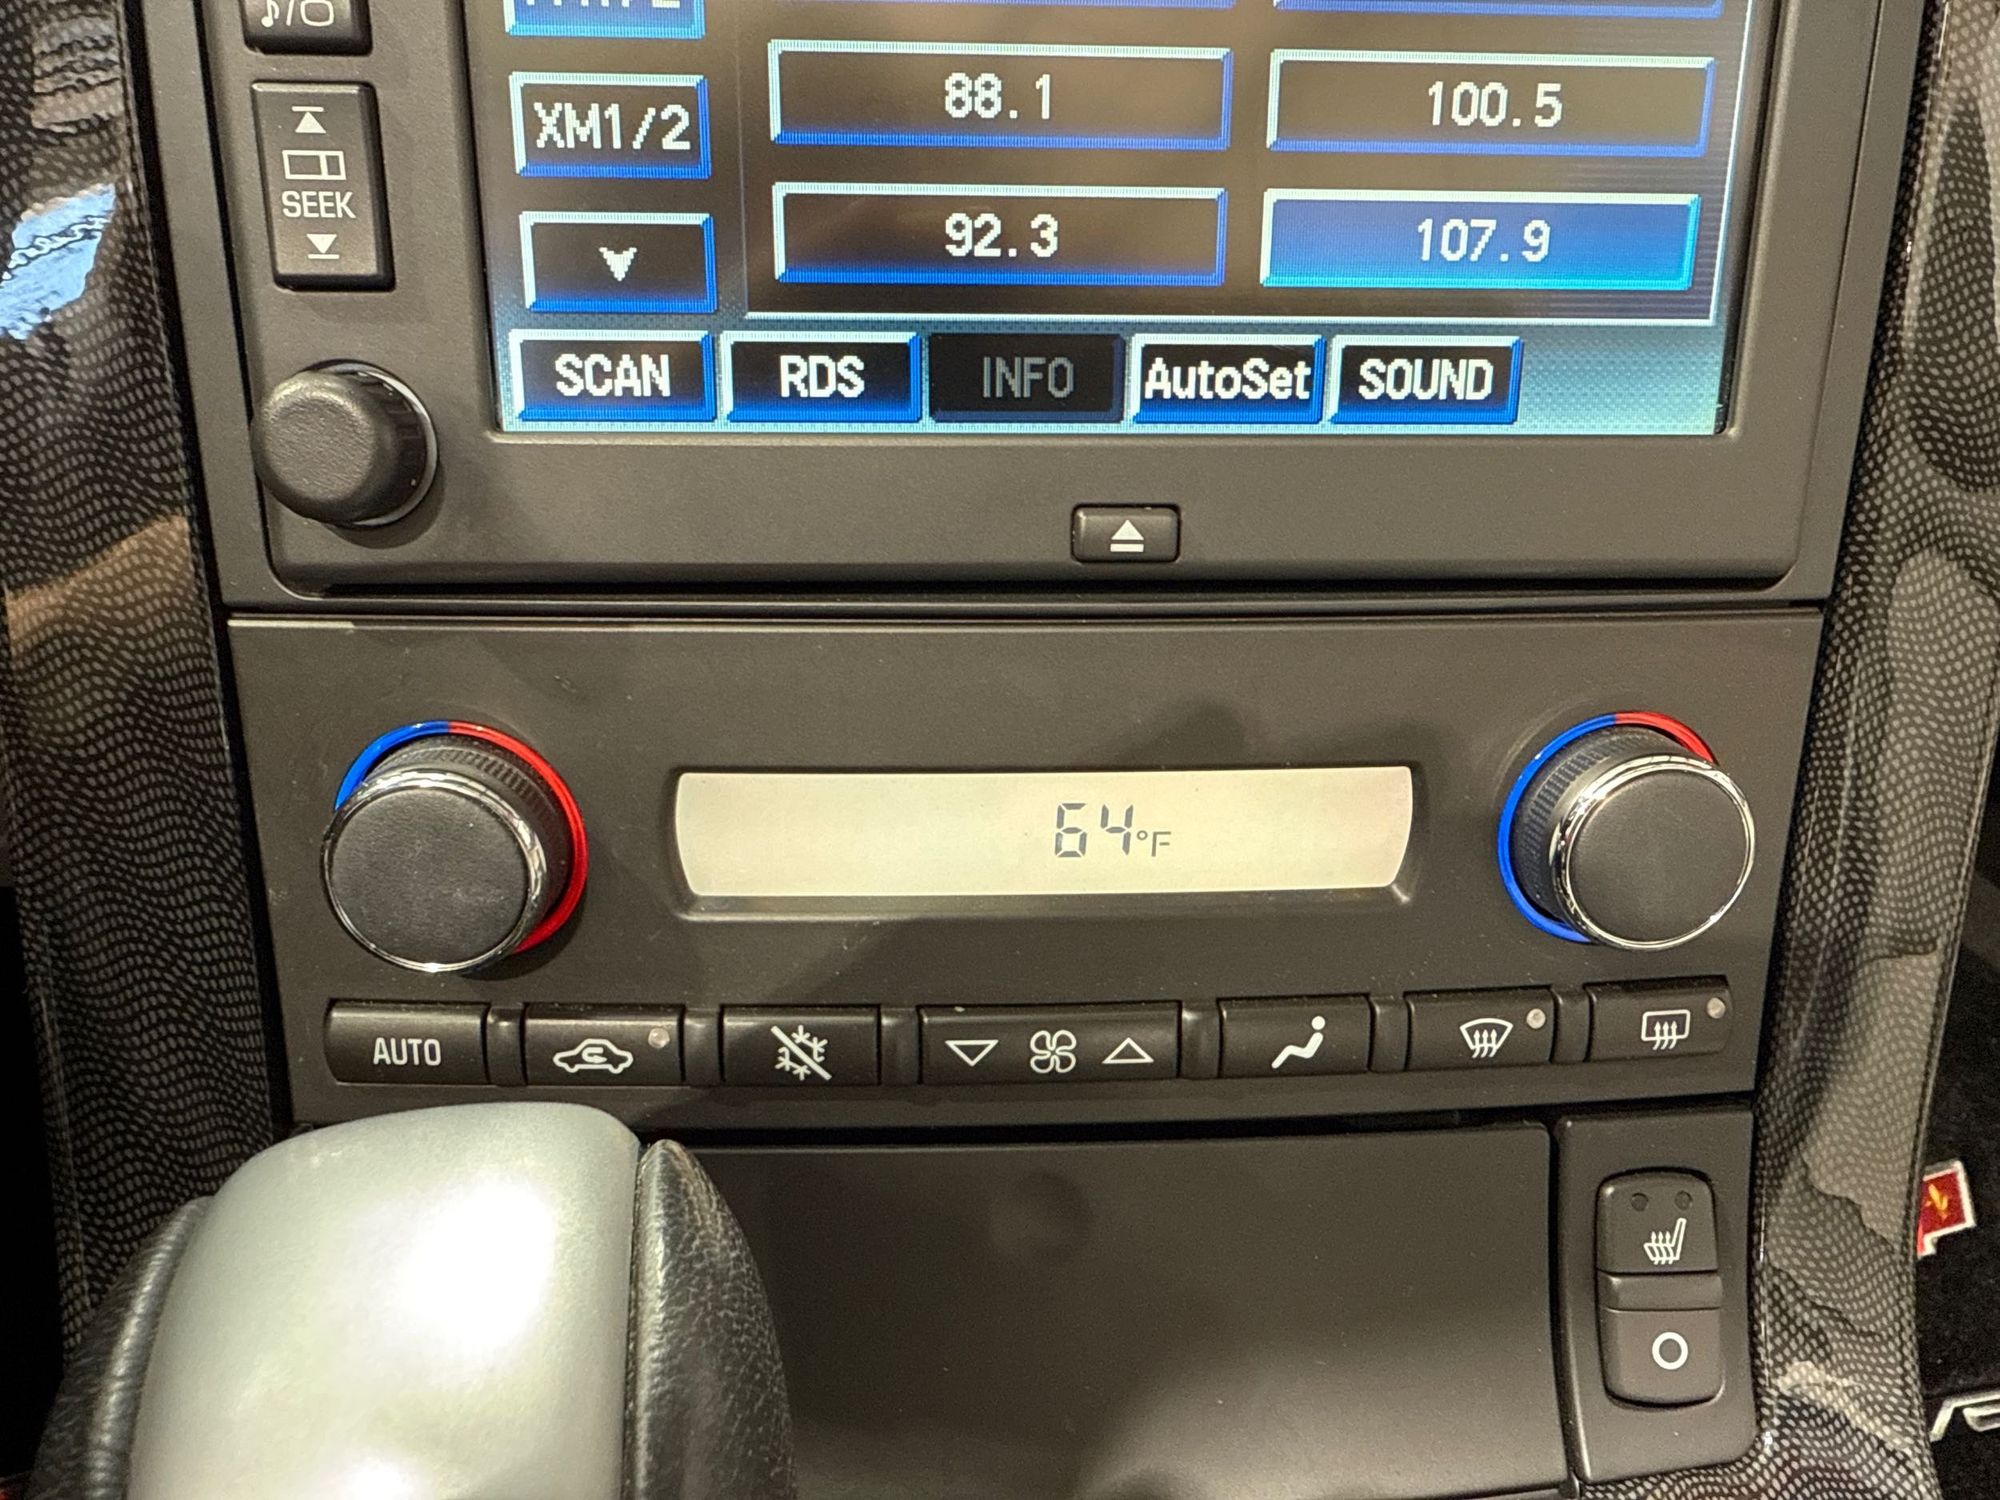 XM1/2
88.1
100.5
SEEK
92.3
107.9
SCAN
RDS
INFO
AutoSet
SOUND
64°F
AUTO